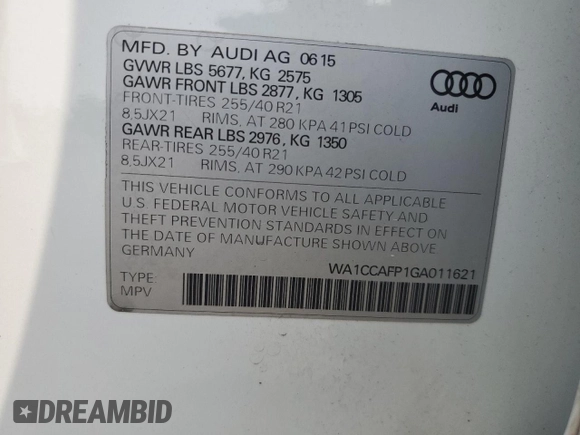 MFD. BY AUDI AG 06 15
GVWR LBS 5677, KG 2575
GAWR FRONT LBS 2877, KG 1305
FRONT-TIRES 255/40 R21
8,5JX21 RIMS, AT 280 KPA 41 PSI COLD
GAWR REAR LBS 2976, KG 1350
REAR-TIRES 255/40 R21
8,5JX21 RIMS, AT 290 KPA 42 PSI COLD
Audi
THIS VEHICLE CONFORMS TO ALL APPLICABLE
U.S. FEDERAL MOTOR VEHICLE SAFETY AND
THEFT PREVENTION STANDARDS IN EFFECT ON
THE DATE OF MANUFACTURE SHOWN ABOVE.
GERMANY
WA1CCAFP1GA011621
TYPE
MPV
DREAMBID